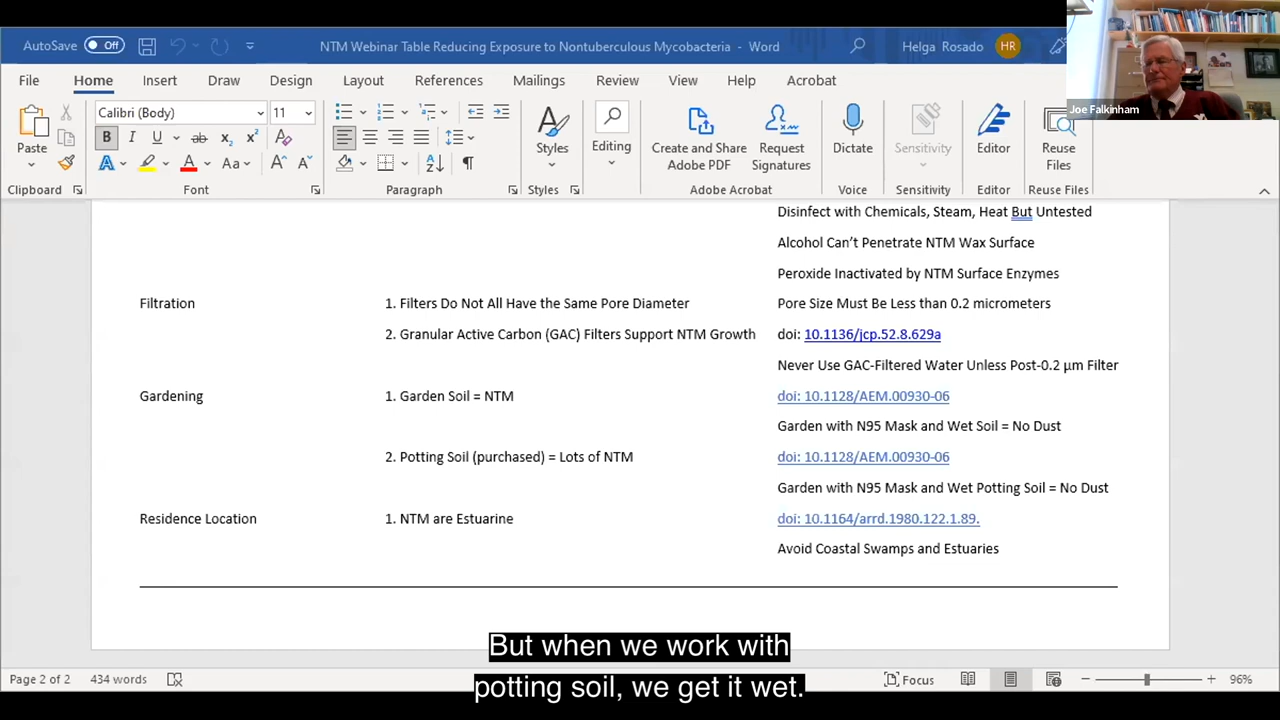 AutoSave Off NTM Webinar Table Reducing Exposure to Nontuberculous Mycobacteria - Word Helga Rosado HR
Joe Falkinham
File Home Insert Draw Design Layout References Mailings Review View Help Acrobat
Calibri (Body) 11
Paste Styles Editing Create and Share Adobe PDF Request Signatures Dictate Sensitivity Editor Reuse Files
Clipboard Font Paragraph Styles Adobe Acrobat Voice Sensitivity Editor Reuse Files
Disinfect with Chemicals, Steam, Heat But Untested
Alcohol Can't Penetrate NTM Wax Surface
Peroxide Inactivated by NTM Surface Enzymes
Filtration 1. Filters Do Not All Have the Same Pore Diameter Pore Size Must Be Less than 0.2 micrometers
2. Granular Active Carbon (GAC) Filters Support NTM Growth doi: 10.1136/jcp.52.8.629a
Never Use GAC-Filtered Water Unless Post-0.2 µm Filter
Gardening 1. Garden Soil = NTM doi: 10.1128/AEM.00930-06
Garden with N95 Mask and Wet Soil = No Dust
2. Potting Soil (purchased) = Lots of NTM doi: 10.1128/AEM.00930-06
Garden with N95 Mask and Wet Potting Soil = No Dust
Residence Location 1. NTM are Estuarine doi: 10.1164/arrd.1980.122.1.89.
Avoid Coastal Swamps and Estuaries
But when we work with
potting soil, we get it wet.
Page 2 of 2 434 words Focus 96%